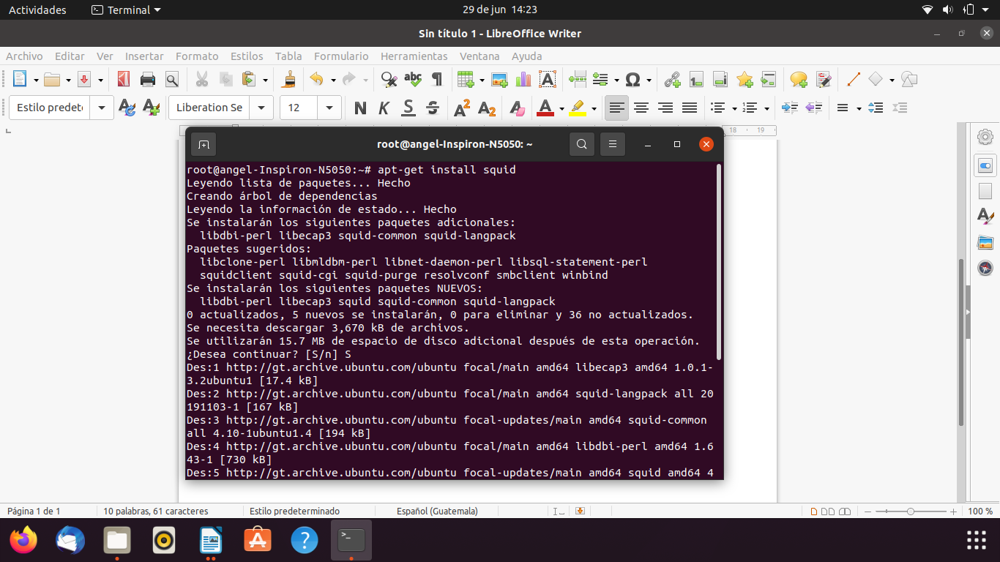 Actividades
Terminal
29 de jun 14:23
Sin título 1 - LibreOffice Writer
Archivo Editar Ver Insertar Formato Estilos Tabla Formulario Herramientas Ventana Ayuda
Liberation Se
12
N K S S A2 A2
18 19
root@angel-Inspiron-N5050: ~
root@angel-Inspiron-N5050:~# apt-get install squid
Leyendo lista de paquetes... Hecho
Creando árbol de dependencias
Leyendo la información de estado... Hecho
Se instalarán los siguientes paquetes adicionales:
libdbi-perl libecap3 squid-common squid-langpack
Paquetes sugeridos:
libclone-perl libmldbm-perl libnet-daemon-perl libsql-statement-perl
squidclient squid-cgi squid-purge resolvconf smbclient winbind
Se instalarán los siguientes paquetes NUEVOS:
libdbi-perl libecap3 squid squid-common squid-langpack
0 actualizados, 5 nuevos se instalarán, 0 para eliminar y 36 no actualizados.
Se necesita descargar 3,670 kB de archivos.
Se utilizarán 15.7 MB de espacio de disco adicional después de esta operación.
¿Desea continuar? [S/n] S
Des:1 http://gt.archive.ubuntu.com/ubuntu focal/main amd64 libecap3 amd64 1.0.1-
3.2ubuntu1 [17.4 kB]
Des:2 http://gt.archive.ubuntu.com/ubuntu focal/main amd64 squid-langpack all 20
191103-1 [167 kB]
Des:3 http://gt.archive.ubuntu.com/ubuntu focal-updates/main amd64 squid-common
all 4.10-1ubuntu1.4 [194 kB]
Des:4 http://gt.archive.ubuntu.com/ubuntu focal/main amd64 libdbi-perl amd64 1.6
43-1 [730 kB]
Des:5 http://gt.archive.ubuntu.com/ubuntu focal-updates/main amd64 squid amd64 4
Página 1 de 1
10 palabras, 61 caracteres
Estilo predeterminado
Español (Guatemala)
100 %